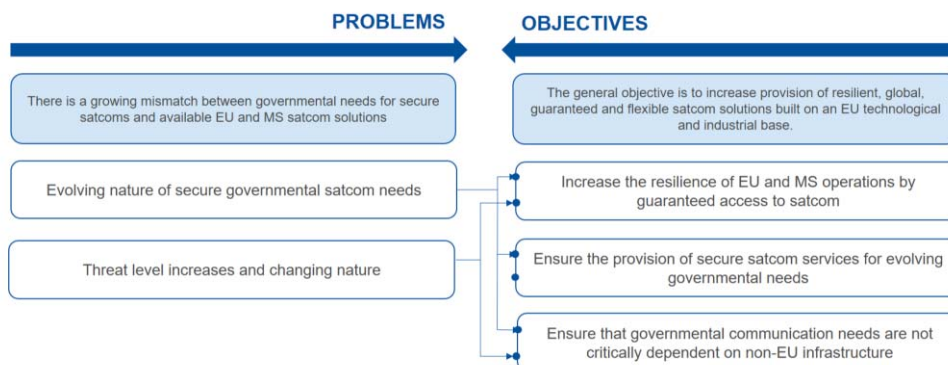 PROBLEMS
OBJECTIVES
There is a growing mismatch between governmental needs for secure
satcoms and available EU and MS satcom solutions
The general objective is to increase provision of resilient, global,
guaranteed and flexible satcom solutions built on an EU technological
and industrial base.
Evolving nature of secure governmental satcom needs
Increase the resilience of EU and MS operations by
guaranteed access to satcom
Threat level increases and changing nature
Ensure the provision of secure satcom services for evolving
governmental needs
Ensure that governmental communication needs are not
critically dependent on non-EU infrastructure